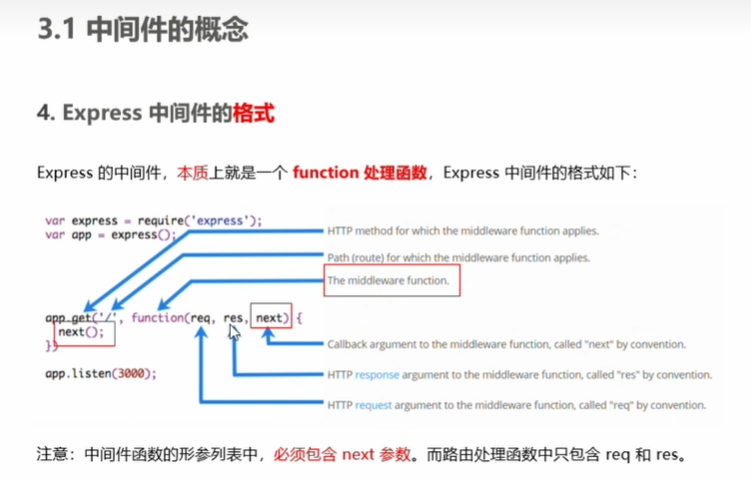 3.1 中间件的概念
4. Express 中间件的格式
Express 的中间件，本质上就是一个 function 处理函数，Express 中间件的格式如下：
var express = require('express');
var app = express();
HTTP method for which the middleware function applies.
Path (route) for which the middleware function applies.
The middleware function.
app.get('/', function(req, res, next) {
next();
})
Callback argument to the middleware function, called "next" by convention.
app.listen(3000);
HTTP response argument to the middleware function, called "res" by convention.
HTTP request argument to the middleware function, called "req" by convention.
注意：中间件函数的形参列表中，必须包含 next 参数。而路由处理函数中只包含 req 和 res。